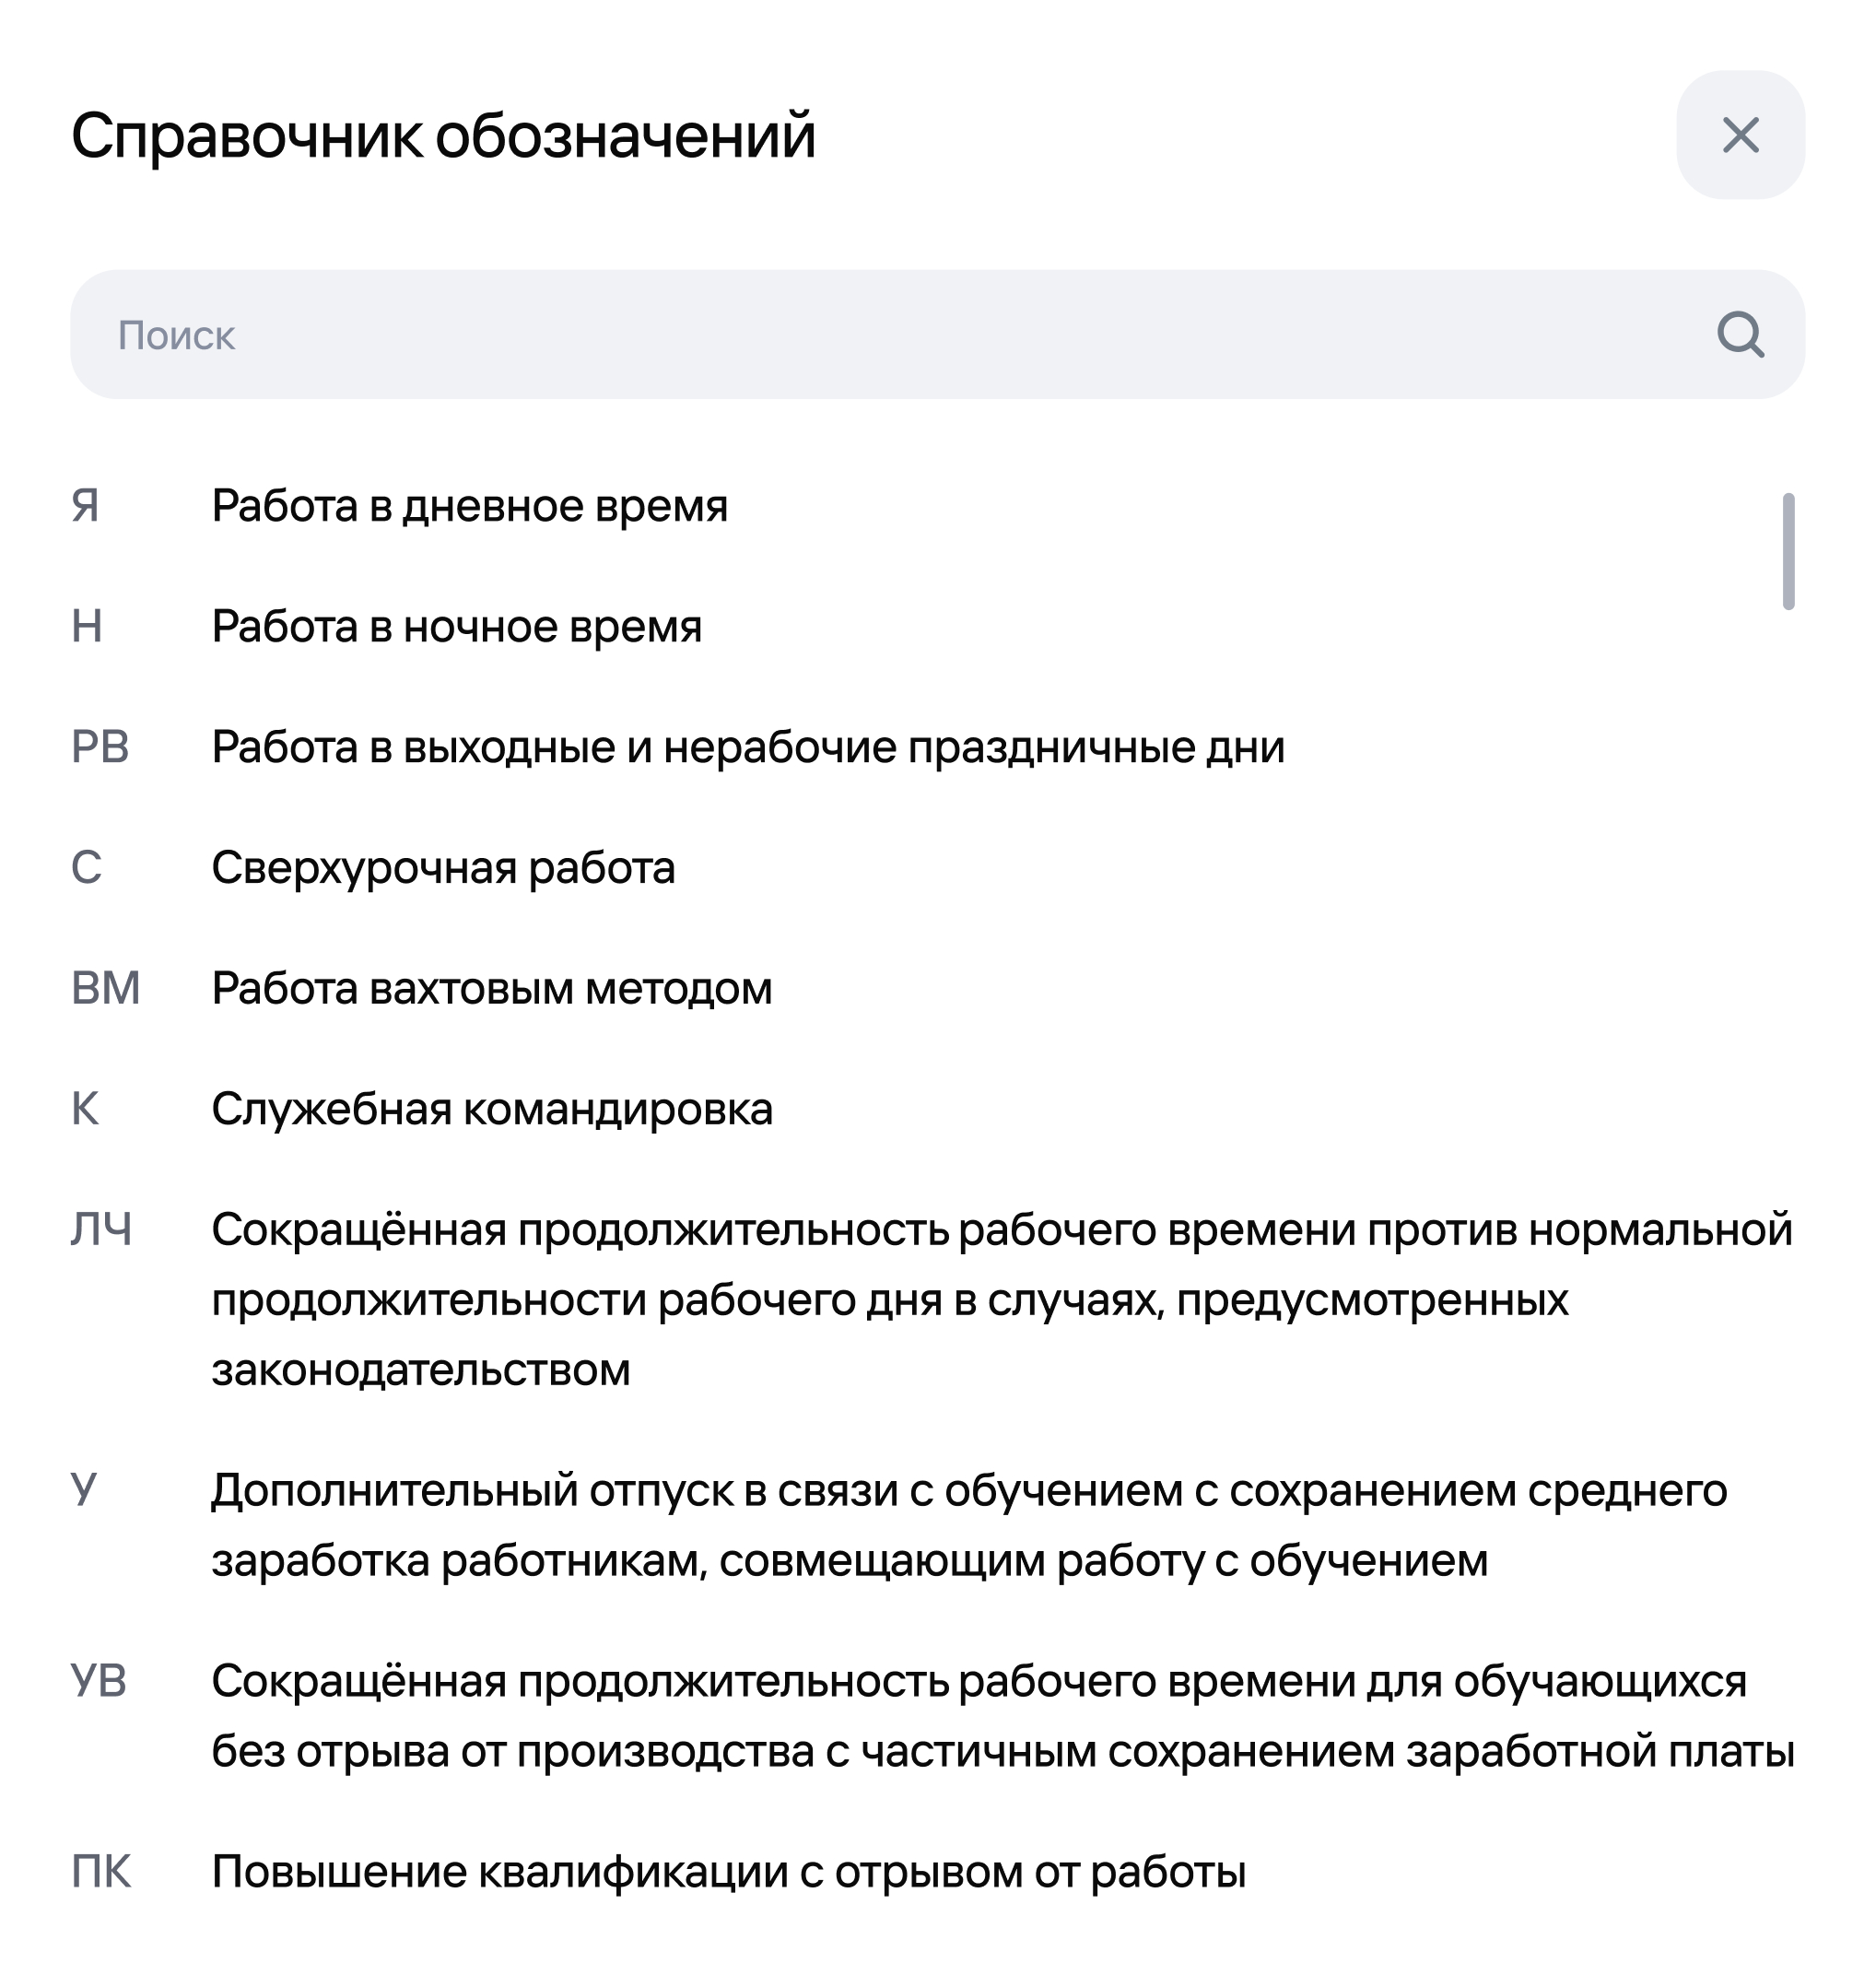 Справочник обозначений
Поиск
Я Работа в дневное время
Н Работа в ночное время
РВ Работа в выходные и нерабочие праздничные дни
С Сверхурочная работа
ВМ Работа вахтовым методом
К Служебная командировка
ЛЧ Сокращённая продолжительность рабочего времени против нормальной
продолжительности рабочего дня в случаях, предусмотренных
законодательством
У Дополнительный отпуск в связи с обучением с сохранением среднего
заработка работникам, совмещающим работу с обучением
УВ Сокращённая продолжительность рабочего времени для обучающихся
без отрыва от производства с частичным сохранением заработной платы
ПК Повышение квалификации с отрывом от работы